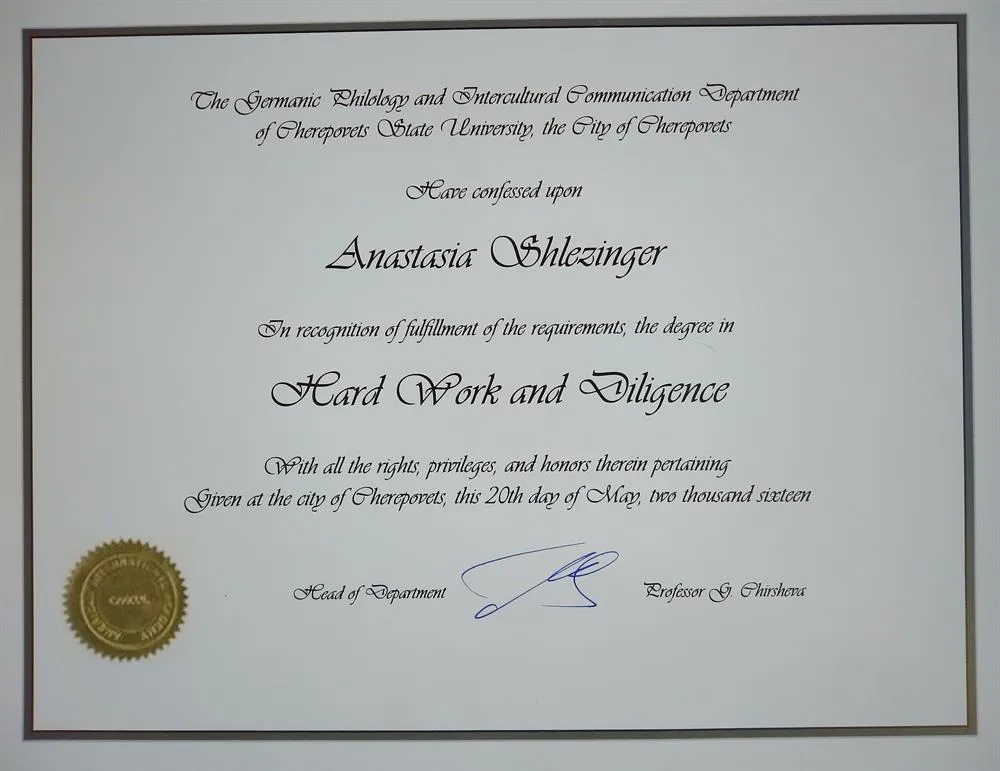 The Germanic Philology and Intercultural Communication Department
of Cherepovets State University, the City of Cherepovets
Have confessed upon
Anastasia Shlezinger
In recognition of fulfillment of the requirements, the degree in
Hard Work and Diligence
With all the rights, privileges, and honors therein pertaining
Given at the city of Cherepovets, this 20th day of May, two thousand sixteen
Head of Department
Professor G. Chirsheva